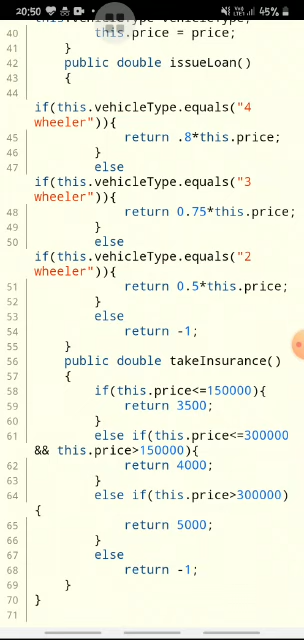 20:50 45%
this.vehicleType=vehicleType;
40 this.price = price;
41 }
42 public double issueLoan()
43 {
44
if(this.vehicleType.equals("4
wheeler")){
45 return .8*this.price;
46 }
47 else
if(this.vehicleType.equals("3
wheeler")){
48 return 0.75*this.price;
49 }
50 else
if(this.vehicleType.equals("2
wheeler")){
51 return 0.5*this.price;
52 }
53 else
54 return -1;
55 }
56 public double takeInsurance()
57 {
58 if(this.price<=150000){
59 return 3500;
60 }
61 else if(this.price<=300000
&& this.price>150000){
62 return 4000;
63 }
64 else if(this.price>300000)
{
65 return 5000;
66 }
67 else
68 return -1;
69 }
70 }
71